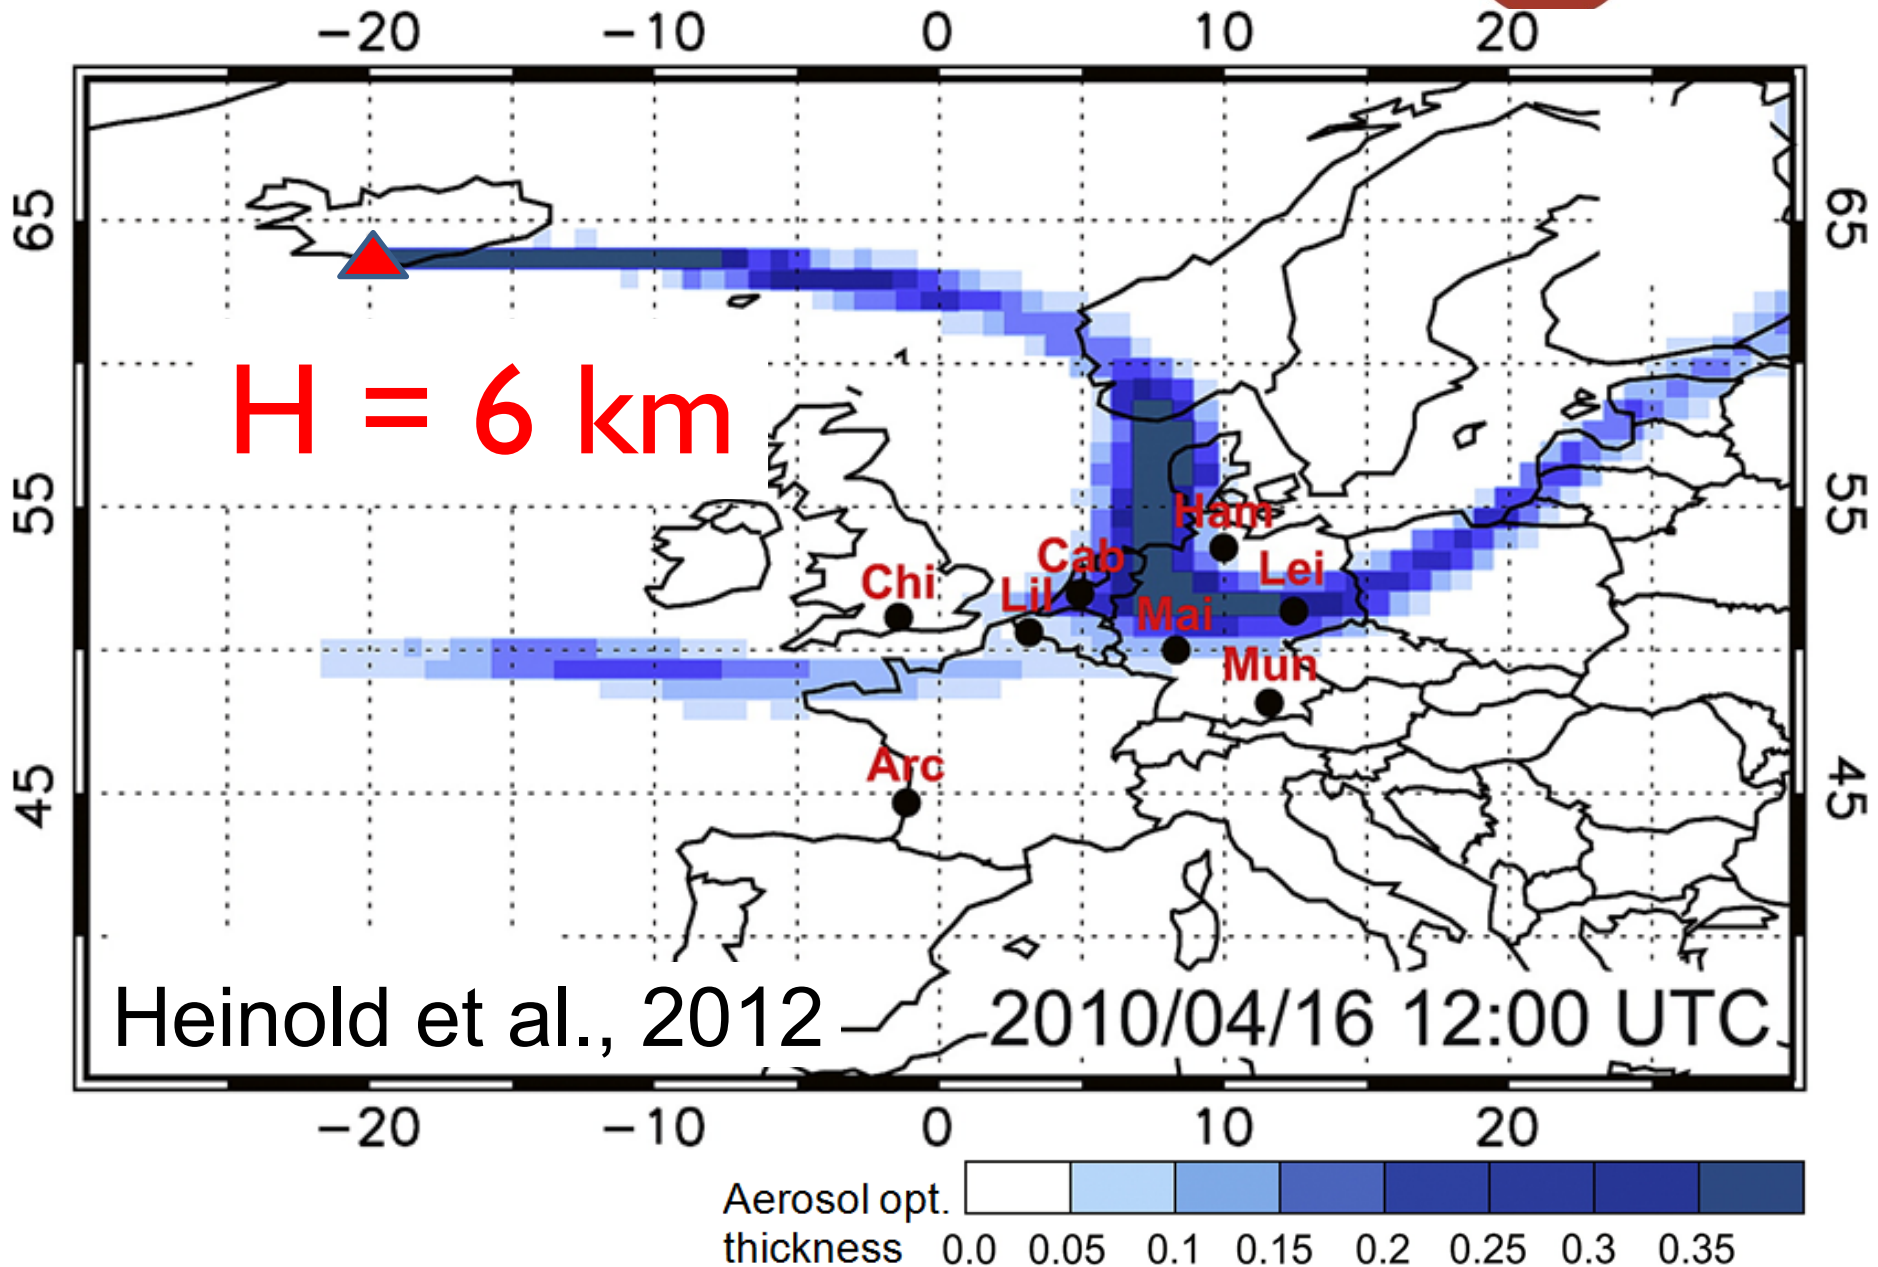 −20 −10 0 10 20
65 65
H = 6 km
55 55
Ham
Cab
Lei
Chi
Lil
Mai
Mun
Arc
45 45
Heinold et al., 2012
2010/04/16 12:00 UTC
−20 −10 0 10 20
Aerosol opt.
thickness
0.0 0.05 0.1 0.15 0.2 0.25 0.3 0.35